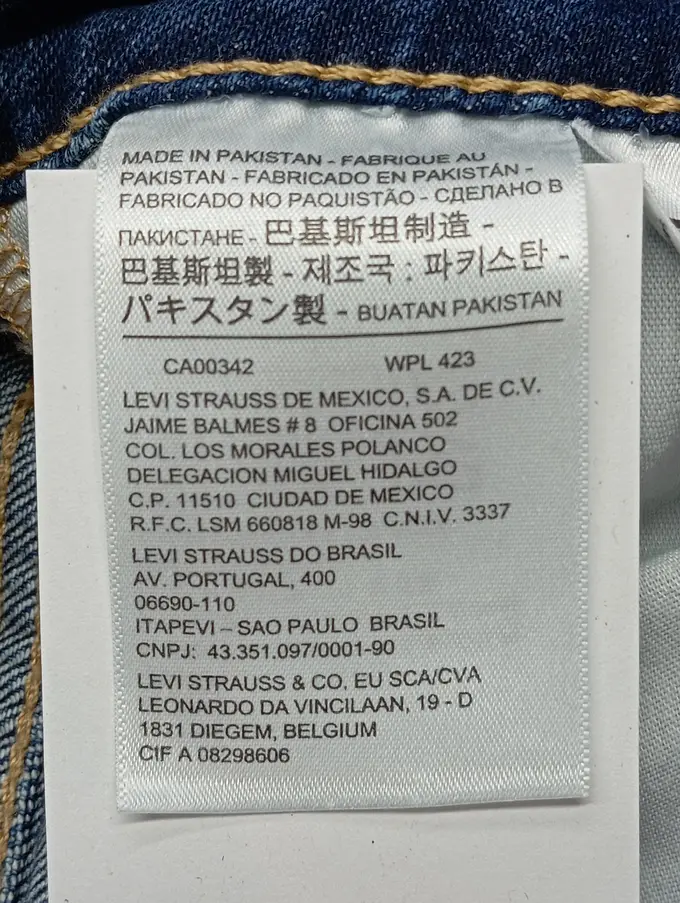 MADE IN PAKISTAN - FABRIQUE AU
PAKISTAN - FABRICADO EN PAKISTÁN -
FABRICADO NO PAQUISTÃO - СДЕЛАНО В
ПАКИСТАНЕ - 巴基斯坦制造 -
巴基斯坦製 - 제조국 : 파키스탄 -
パキスタン製 - BUATAN PAKISTAN
CA00342 WPL 423
LEVI STRAUSS DE MEXICO, S.A. DE C.V.
JAIME BALMES # 8 OFICINA 502
COL. LOS MORALES POLANCO
DELEGACION MIGUEL HIDALGO
C.P. 11510 CIUDAD DE MEXICO
R.F.C. LSM 660818 M-98 C.N.I.V. 3337
LEVI STRAUSS DO BRASIL
AV. PORTUGAL, 400
06690-110
ITAPEVI – SAO PAULO BRASIL
CNPJ: 43.351.097/0001-90
LEVI STRAUSS & CO. EU SCA/CVA
LEONARDO DA VINCILAAN, 19 - D
1831 DIEGEM, BELGIUM
CIF A 08298606